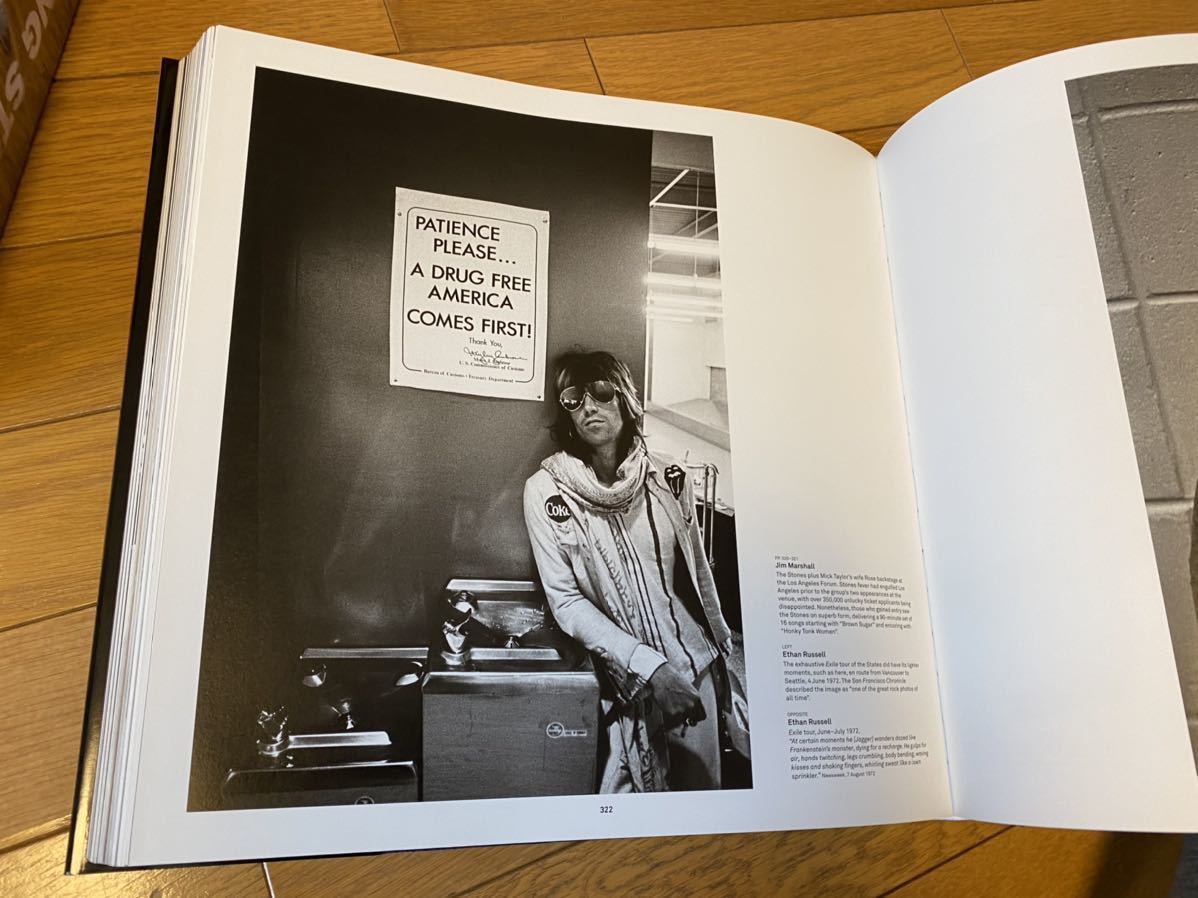 NG ST
PATIENCE
PLEASE...
A DRUG FREE
AMERICA
COMES FIRST!
Thank You,
U. S. Commissioner of Customs
Bureau of Customs • Treasury Department
Coke
PP. 320–321
Jim Marshall
The Stones plus Mick Taylor's wife Rose backstage at
the Los Angeles Forum. Stones fever had engulfed Los
Angeles prior to the group's two appearances at the
venue, with over 350,000 unlucky ticket applicants being
disappointed. Nonetheless, those who gained entry saw
the Stones on superb form, delivering a 90-minute set of
16 songs starting with "Brown Sugar" and encoring with
"Honky Tonk Women".
LEFT
Ethan Russell
The exhaustive Exile tour of the States did have its lighter
moments, such as here, en route from Vancouver to
Seattle, 4 June 1972. The San Francisco Chronicle
described the image as "one of the great rock photos of
all time".
OPPOSITE
Ethan Russell
Exile tour, June–July 1972.
"At certain moments he [Jagger] wanders dazed like
Frankenstein's monster, dying for a recharge. He gulps for
air, hands twitching, legs crumbling, body bending, waving
kisses and shaking fingers, whirling sweat like a lawn
sprinkler." Newsweek, 7 August 1972
322